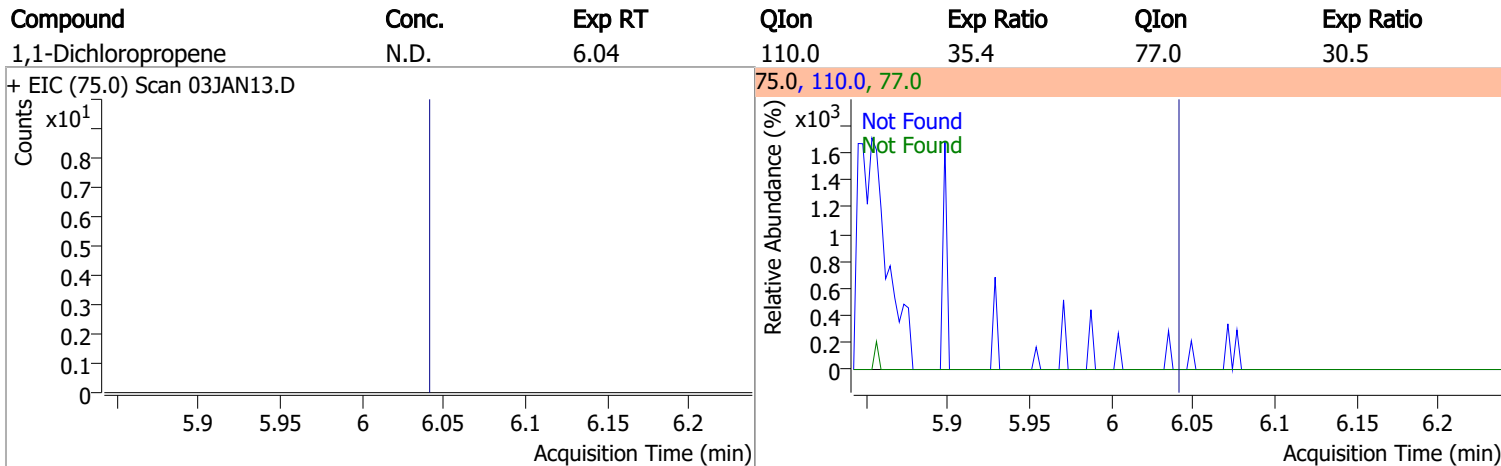 Compound Conc. Exp RT QIon Exp Ratio QIon Exp Ratio
1,1-Dichloropropene N.D. 6.04 110.0 35.4 77.0 30.5
+ EIC (75.0) Scan 03JAN13.D
Counts
x10¹
0.8
0.7
0.6
0.5
0.4
0.3
0.2
0.1
0
5.9 5.95 6 6.05 6.1 6.15 6.2
Acquisition Time (min)
75.0, 110.0, 77.0
Relative Abundance (%)
x10³
Not Found
Not Found
1.6
1.4
1.2
1
0.8
0.6
0.4
0.2
0
5.9 5.95 6 6.05 6.1 6.15 6.2
Acquisition Time (min)